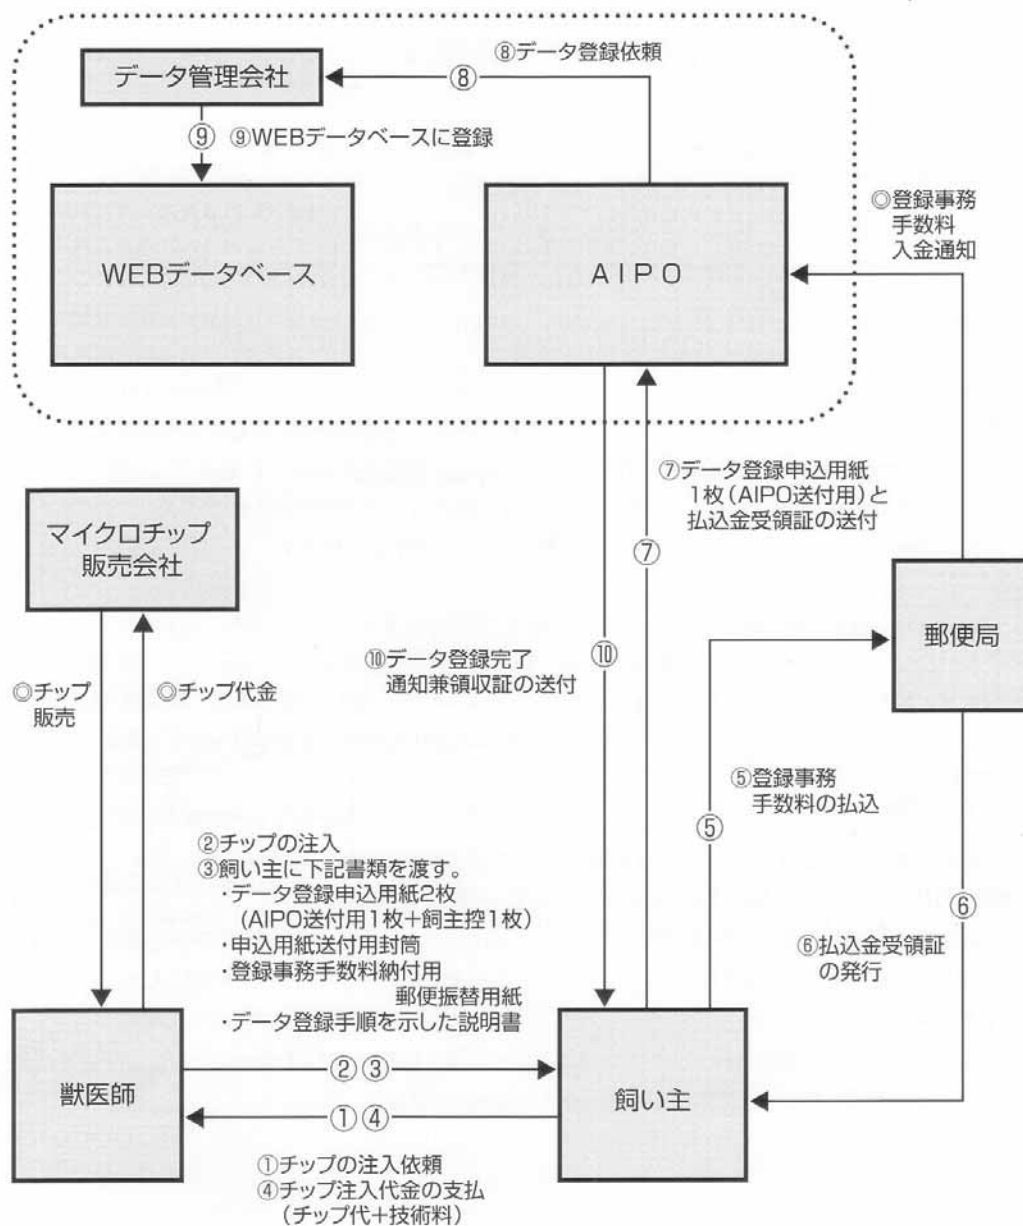 ⑧データ登録依頼
データ管理会社
⑧
⑨
⑨WEBデータベースに登録
WEBデータベース
AIPO
◎登録事務
手数料
入金通知
⑦データ登録申込用紙
1枚(AIPO送付用)と
払込金受領証の送付
⑦
マイクロチップ
販売会社
郵便局
⑩データ登録完了
通知兼領収証の送付
⑩
◎チップ
販売
◎チップ代金
⑤登録事務
手数料の払込
⑤
②チップの注入
③飼い主に下記書類を渡す。
・データ登録申込用紙2枚
(AIPO送付用1枚+飼主控1枚)
・申込用紙送付用封筒
・登録事務手数料納付用
郵便振替用紙
・データ登録手順を示した説明書
⑥
⑥払込金受領証
の発行
獣医師
②③
①④
飼い主
①チップの注入依頼
④チップ注入代金の支払
(チップ代+技術料)